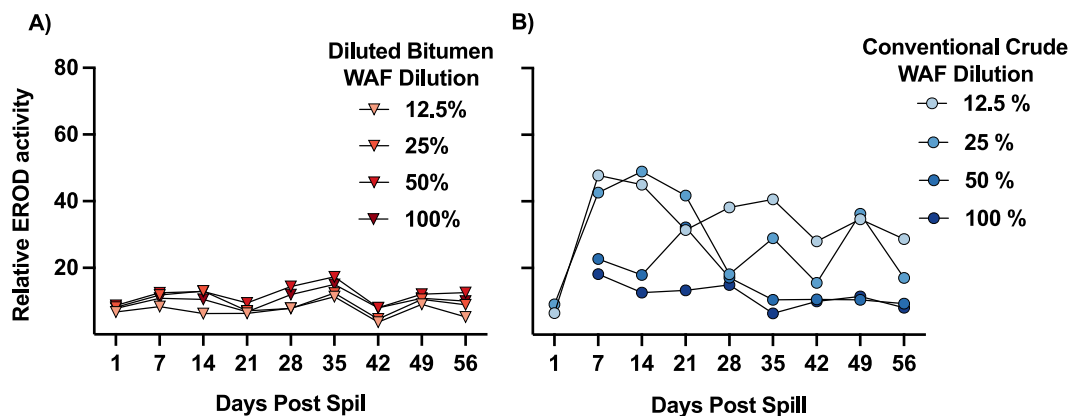 A)
Diluted Bitumen
WAF Dilution
12.5%
25%
50%
100%
Relative EROD activity
80
60
40
20
1 7 14 21 28 35 42 49 56
Days Post Spil
B)
Conventional Crude
WAF Dilution
12.5 %
25 %
50 %
100 %
1 7 14 21 28 35 42 49 56
Days Post Spill